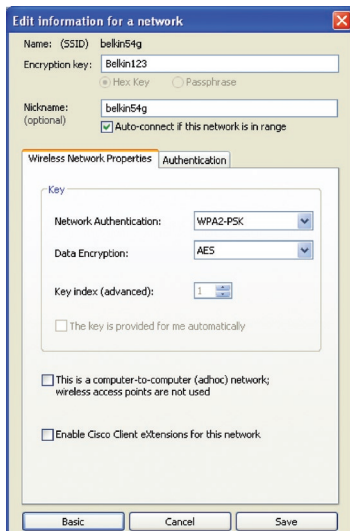 Edit information for a network
Name: (SSID) belkin54g
Encryption key: Belkin123
Hex Key Passphrase
Nickname: belkin54g
(optional)
Auto-connect if this network is in range
Wireless Network Properties Authentication
Key
Network Authentication: WPA2-PSK
Data Encryption: AES
Key index (advanced): 1
The key is provided for me automatically
This is a computer-to-computer (adhoc) network;
wireless access points are not used
Enable Cisco Client eXtensions for this network
Basic Cancel Save